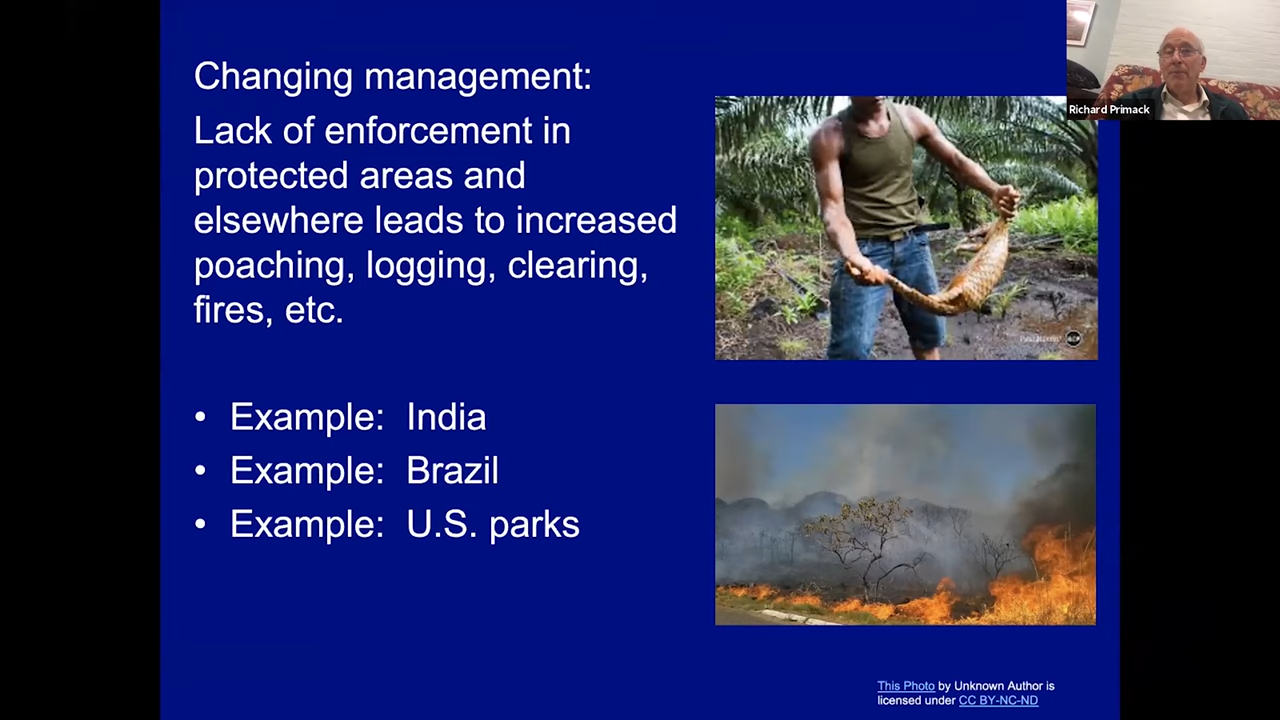 Changing management:
Lack of enforcement in
protected areas and
elsewhere leads to increased
poaching, logging, clearing,
fires, etc.
• Example: India
• Example: Brazil
• Example: U.S. parks
Richard Primack
This Photo by Unknown Author is
licensed under CC BY-NC-ND